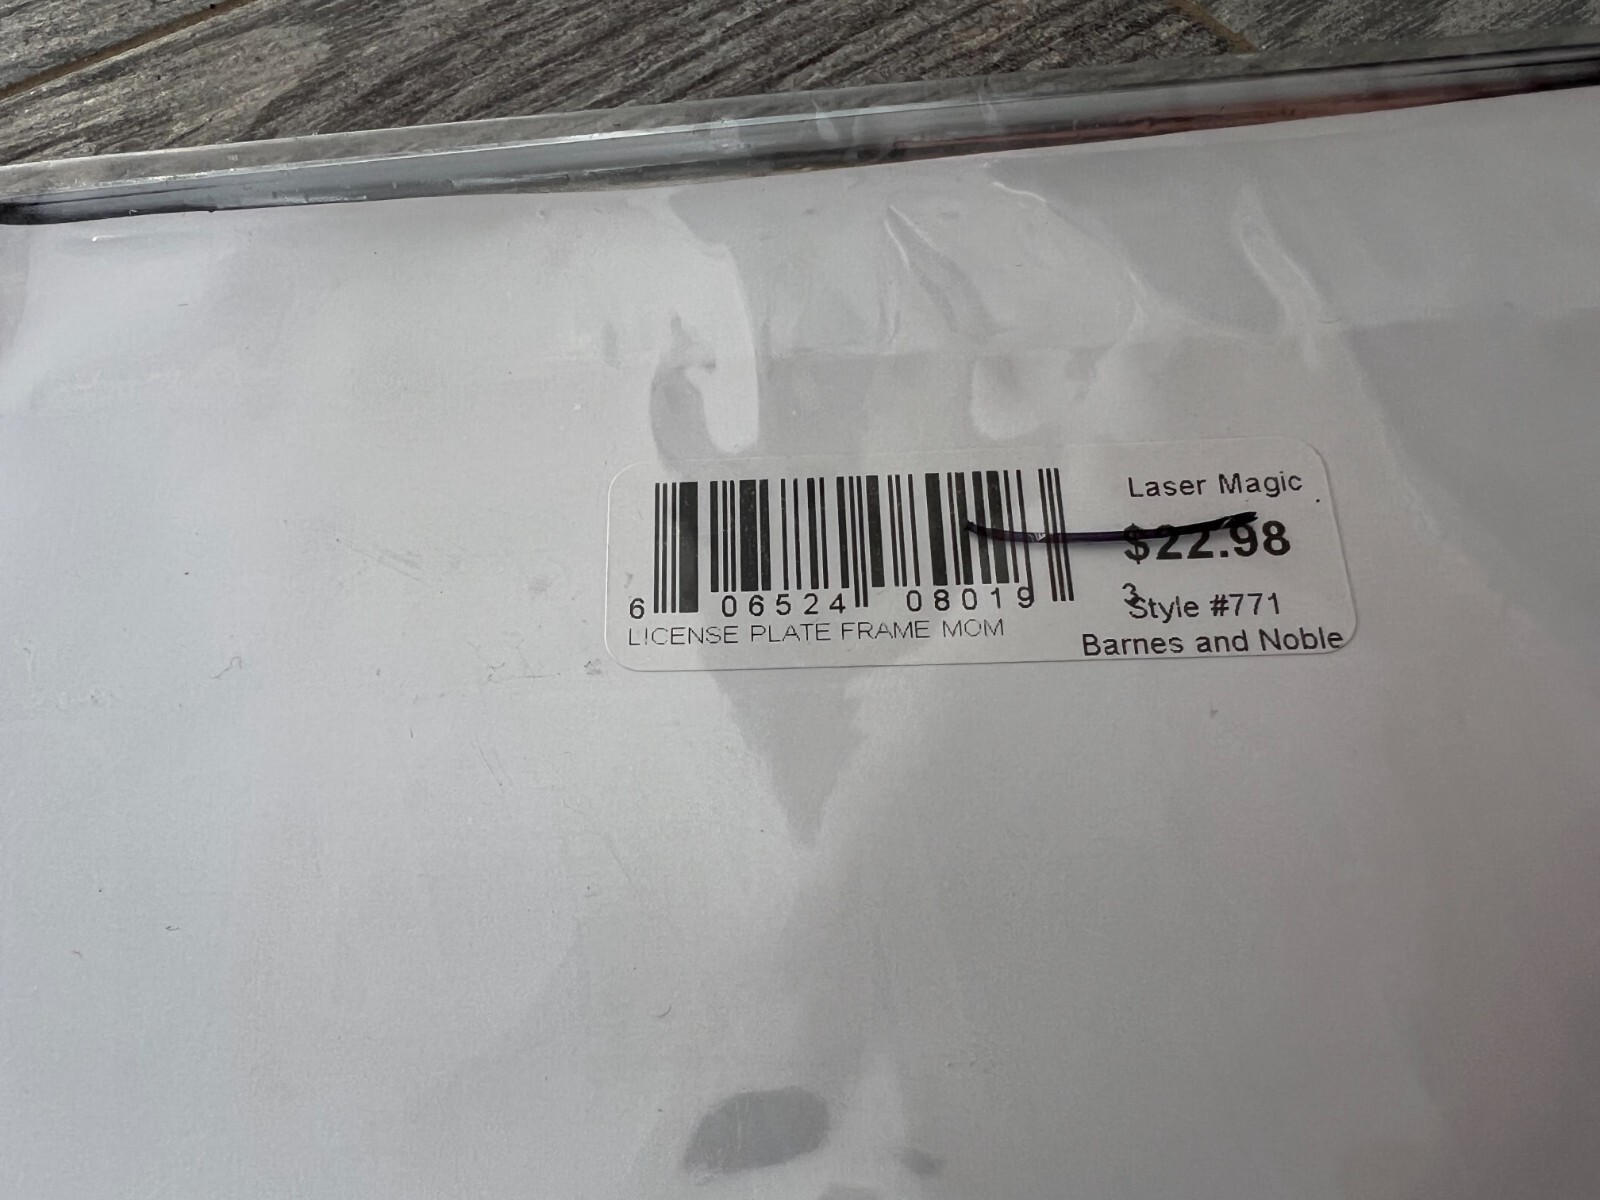 Laser Magic
$22.98
6 06524 08019 3
Style #771
LICENSE PLATE FRAME MOM
Barnes and Noble